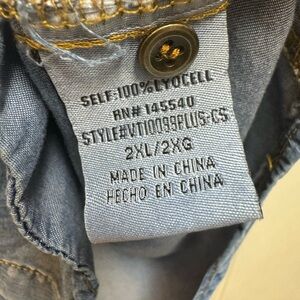 SELF:100%LYOCELL
RN# 145540
STYLE#VT10099PLUS-CS
2XL/2XG
MADE IN CHINA
HECHO EN CHINA